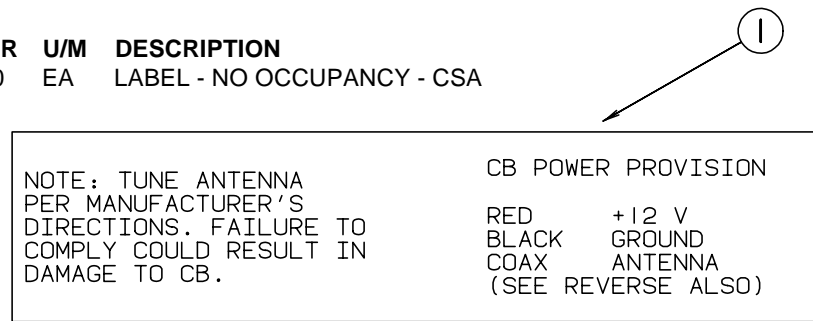 R U/M DESCRIPTION
0 EA LABEL - NO OCCUPANCY - CSA
1
NOTE: TUNE ANTENNA
PER MANUFACTURER'S
DIRECTIONS. FAILURE TO
COMPLY COULD RESULT IN
DAMAGE TO CB.
CB POWER PROVISION
RED +12 V
BLACK GROUND
COAX ANTENNA
(SEE REVERSE ALSO)